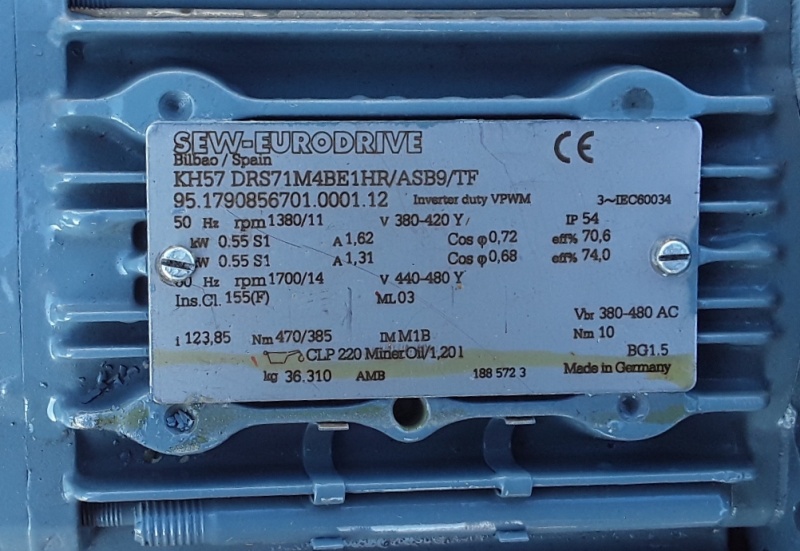 SEW-EURODRIVE CE
Bilbao / Spain
KH57 DRS71M4BE1HR/ASB9/TF
95.1790856701.0001.12 Inverter duty VPWM 3~IEC60034
50 Hz rpm 1380/11 V 380-420 Y IP 54
kW 0.55 S1 A 1,62 Cos φ 0,72 eff% 70,6
W 0.55 S1 A 1,31 Cos φ 0,68 eff% 74,0
60 Hz rpm 1700/14 V 440-480 Y
Ins.Cl. 155(F) ML 03
Vbr 380-480 AC
i 123,85 Nm 470/385 IM M1B Nm 10
CLP 220 Miner.Oil/1,20 l BG1.5
kg 36.310 AMB 188 572 3 Made in Germany